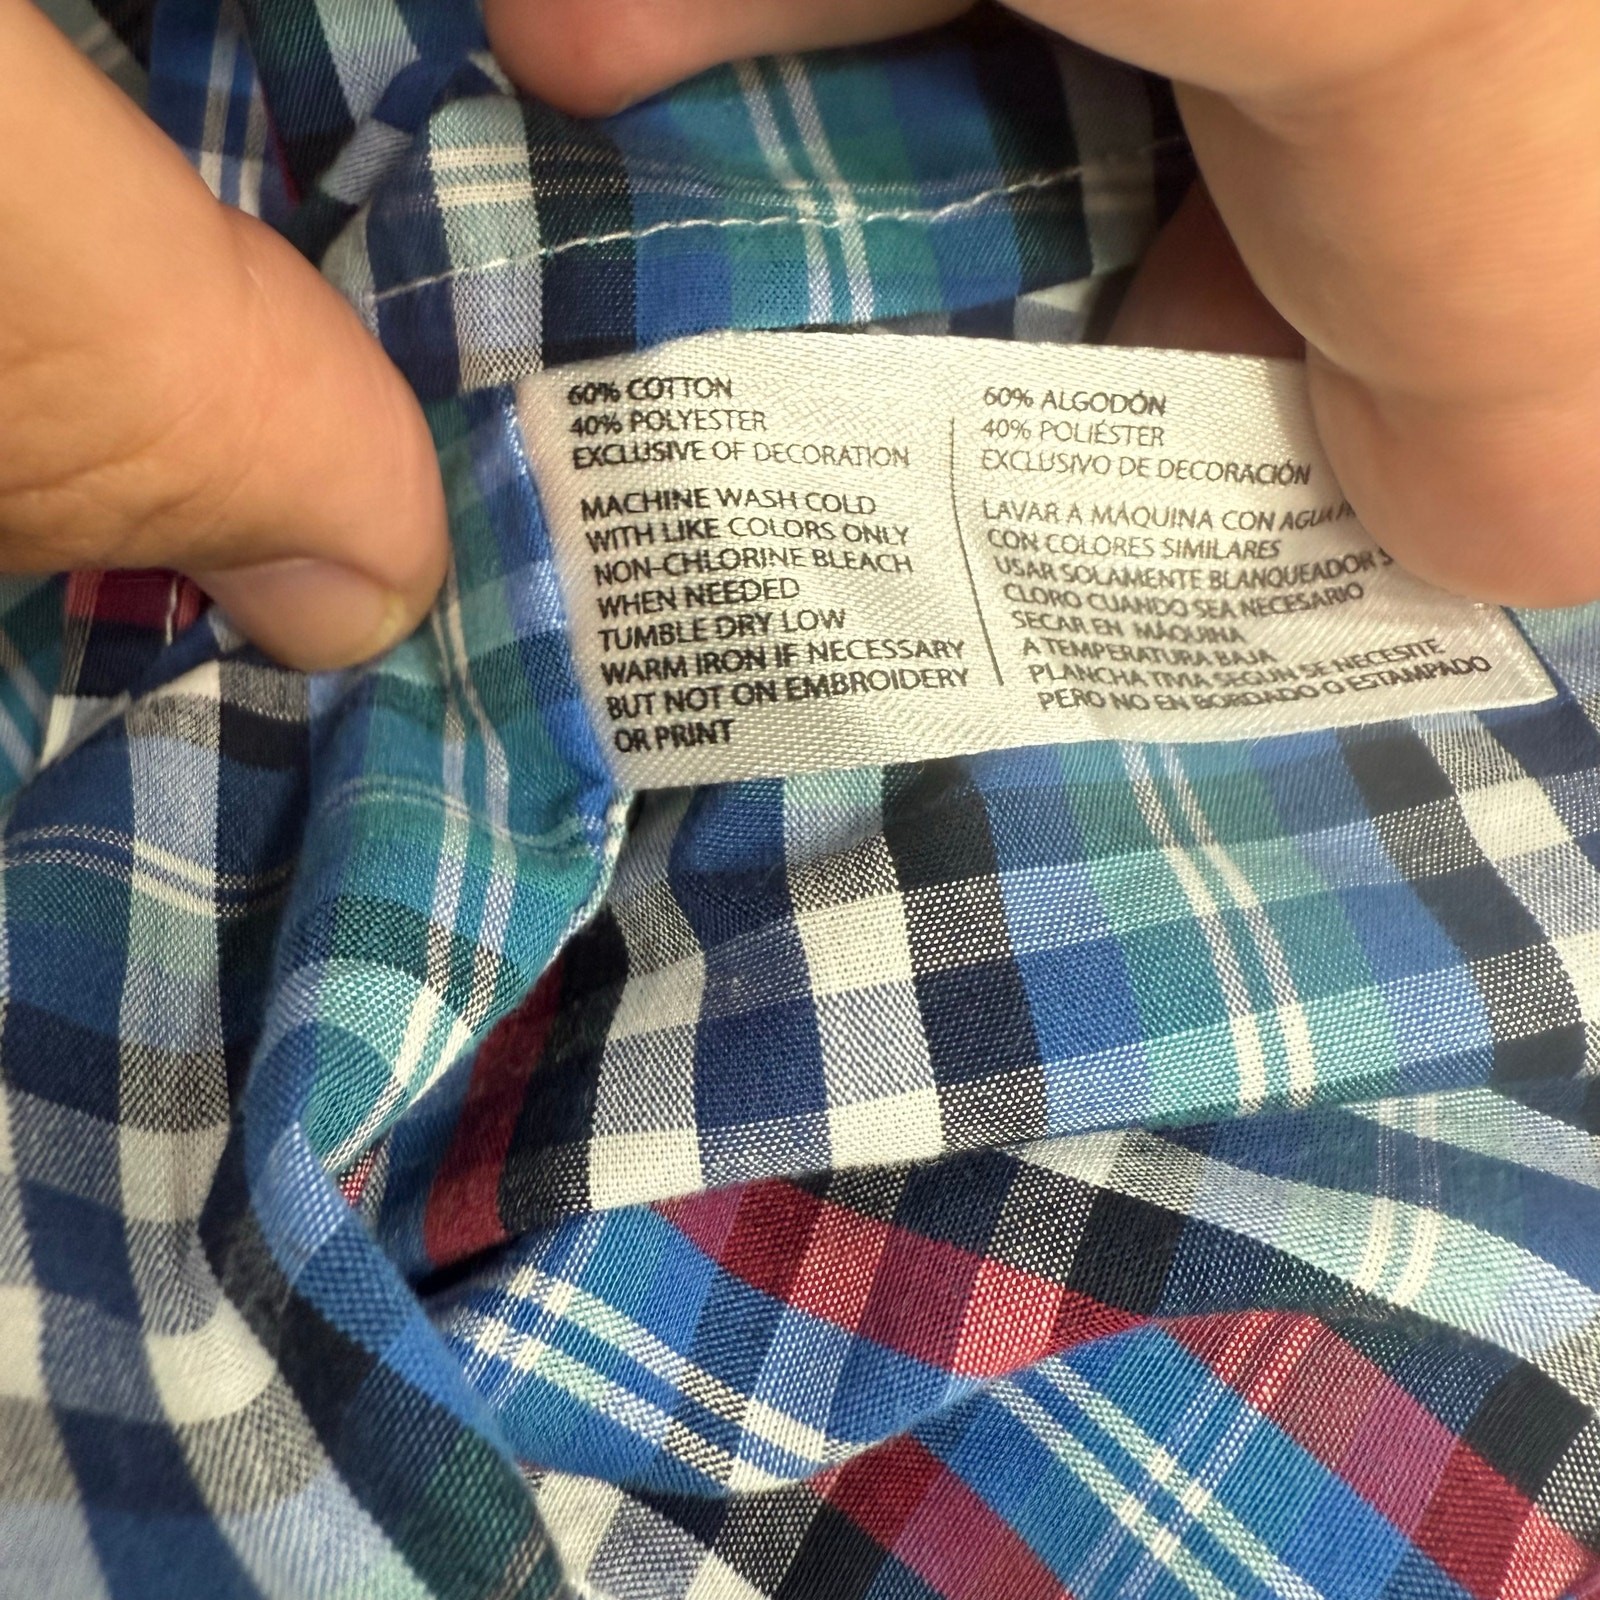 60% COTTON
40% POLYESTER
EXCLUSIVE OF DECORATION
MACHINE WASH COLD
WITH LIKE COLORS ONLY
NON-CHLORINE BLEACH
WHEN NEEDED
TUMBLE DRY LOW
WARM IRON IF NECESSARY
BUT NOT ON EMBROIDERY
OR PRINT
60% ALGODÓN
40% POLIÉSTER
EXCLUSIVO DE DECORACIÓN
LAVAR A MÁQUINA CON AGUA
CON COLORES SIMILARES
USAR SOLAMENTE BLANQUEADOR
CLORO CUANDO SEA NECESARIO
SECAR EN MÁQUINA
A TEMPERATURA BAJA
PLANCHA TIVIA SEGUN SE NECESITE
PERO NO EN BORDADO O ESTAMPADO